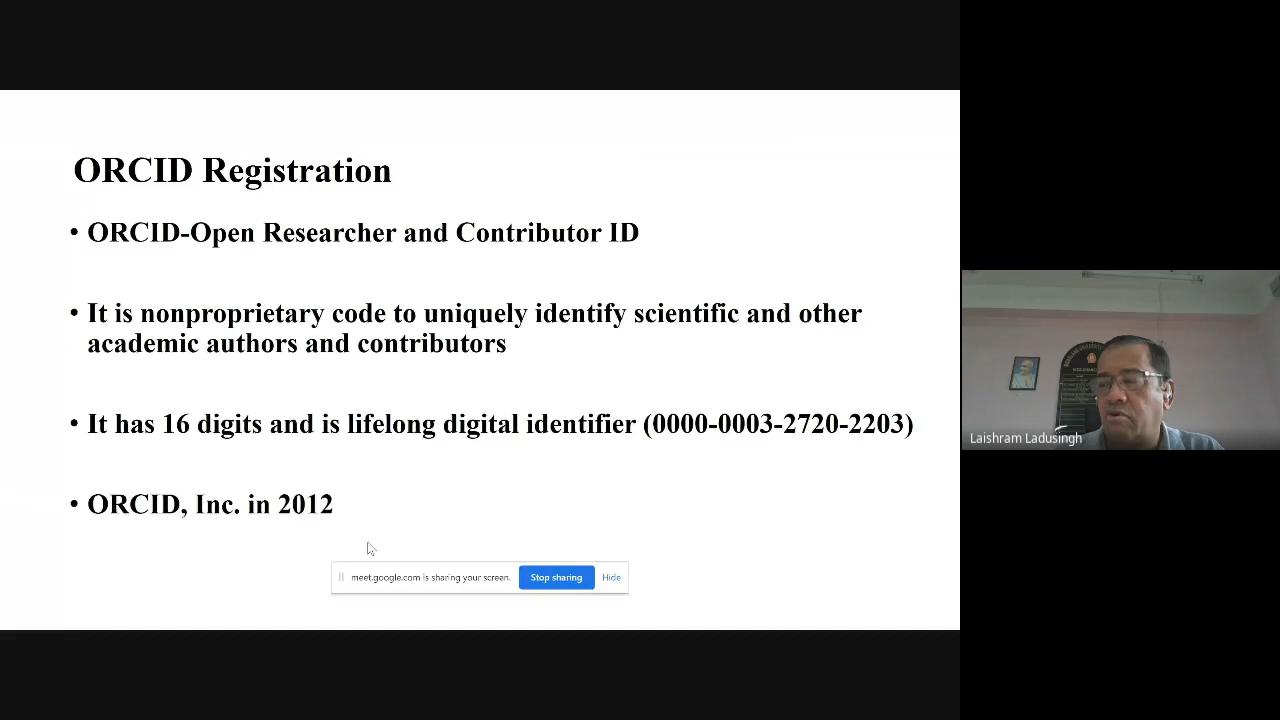 ORCID Registration
• ORCID-Open Researcher and Contributor ID
• It is nonproprietary code to uniquely identify scientific and other
academic authors and contributors
• It has 16 digits and is lifelong digital identifier (0000-0003-2720-2203)
• ORCID, Inc. in 2012
meet.google.com is sharing your screen.
Stop sharing
Hide
Laishram Ladusingh